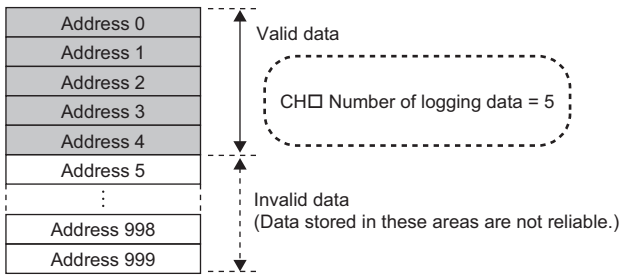 Address 0
Address 1
Address 2
Address 3
Address 4
Address 5
⋮
Address 998
Address 999
Valid data
CH□ Number of logging data = 5
Invalid data
(Data stored in these areas are not reliable.)